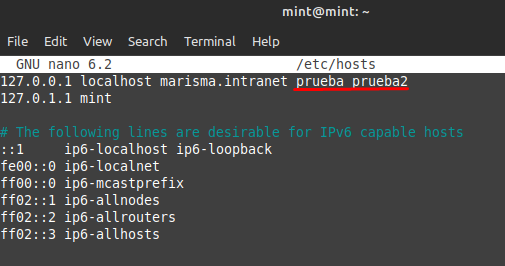 mint@mint: ~
File Edit View Search Terminal Help
GNU nano 6.2 /etc/hosts
127.0.0.1 localhost marisma.intranet prueba prueba2
127.0.1.1 mint
# The following lines are desirable for IPv6 capable hosts
::1 ip6-localhost ip6-loopback
fe00::0 ip6-localnet
ff00::0 ip6-mcastprefix
ff02::1 ip6-allnodes
ff02::2 ip6-allrouters
ff02::3 ip6-allhosts